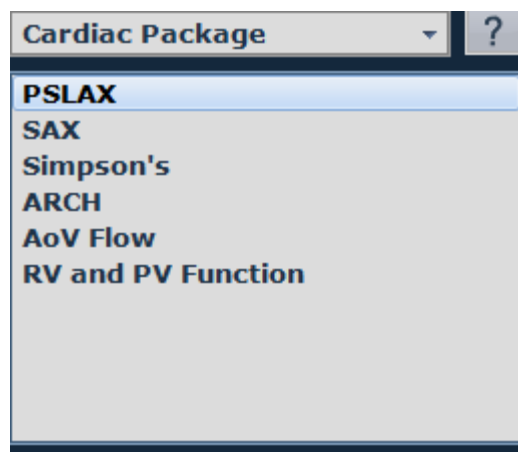 Cardiac Package ?
PSLAX
SAX
Simpson's
ARCH
AoV Flow
RV and PV Function